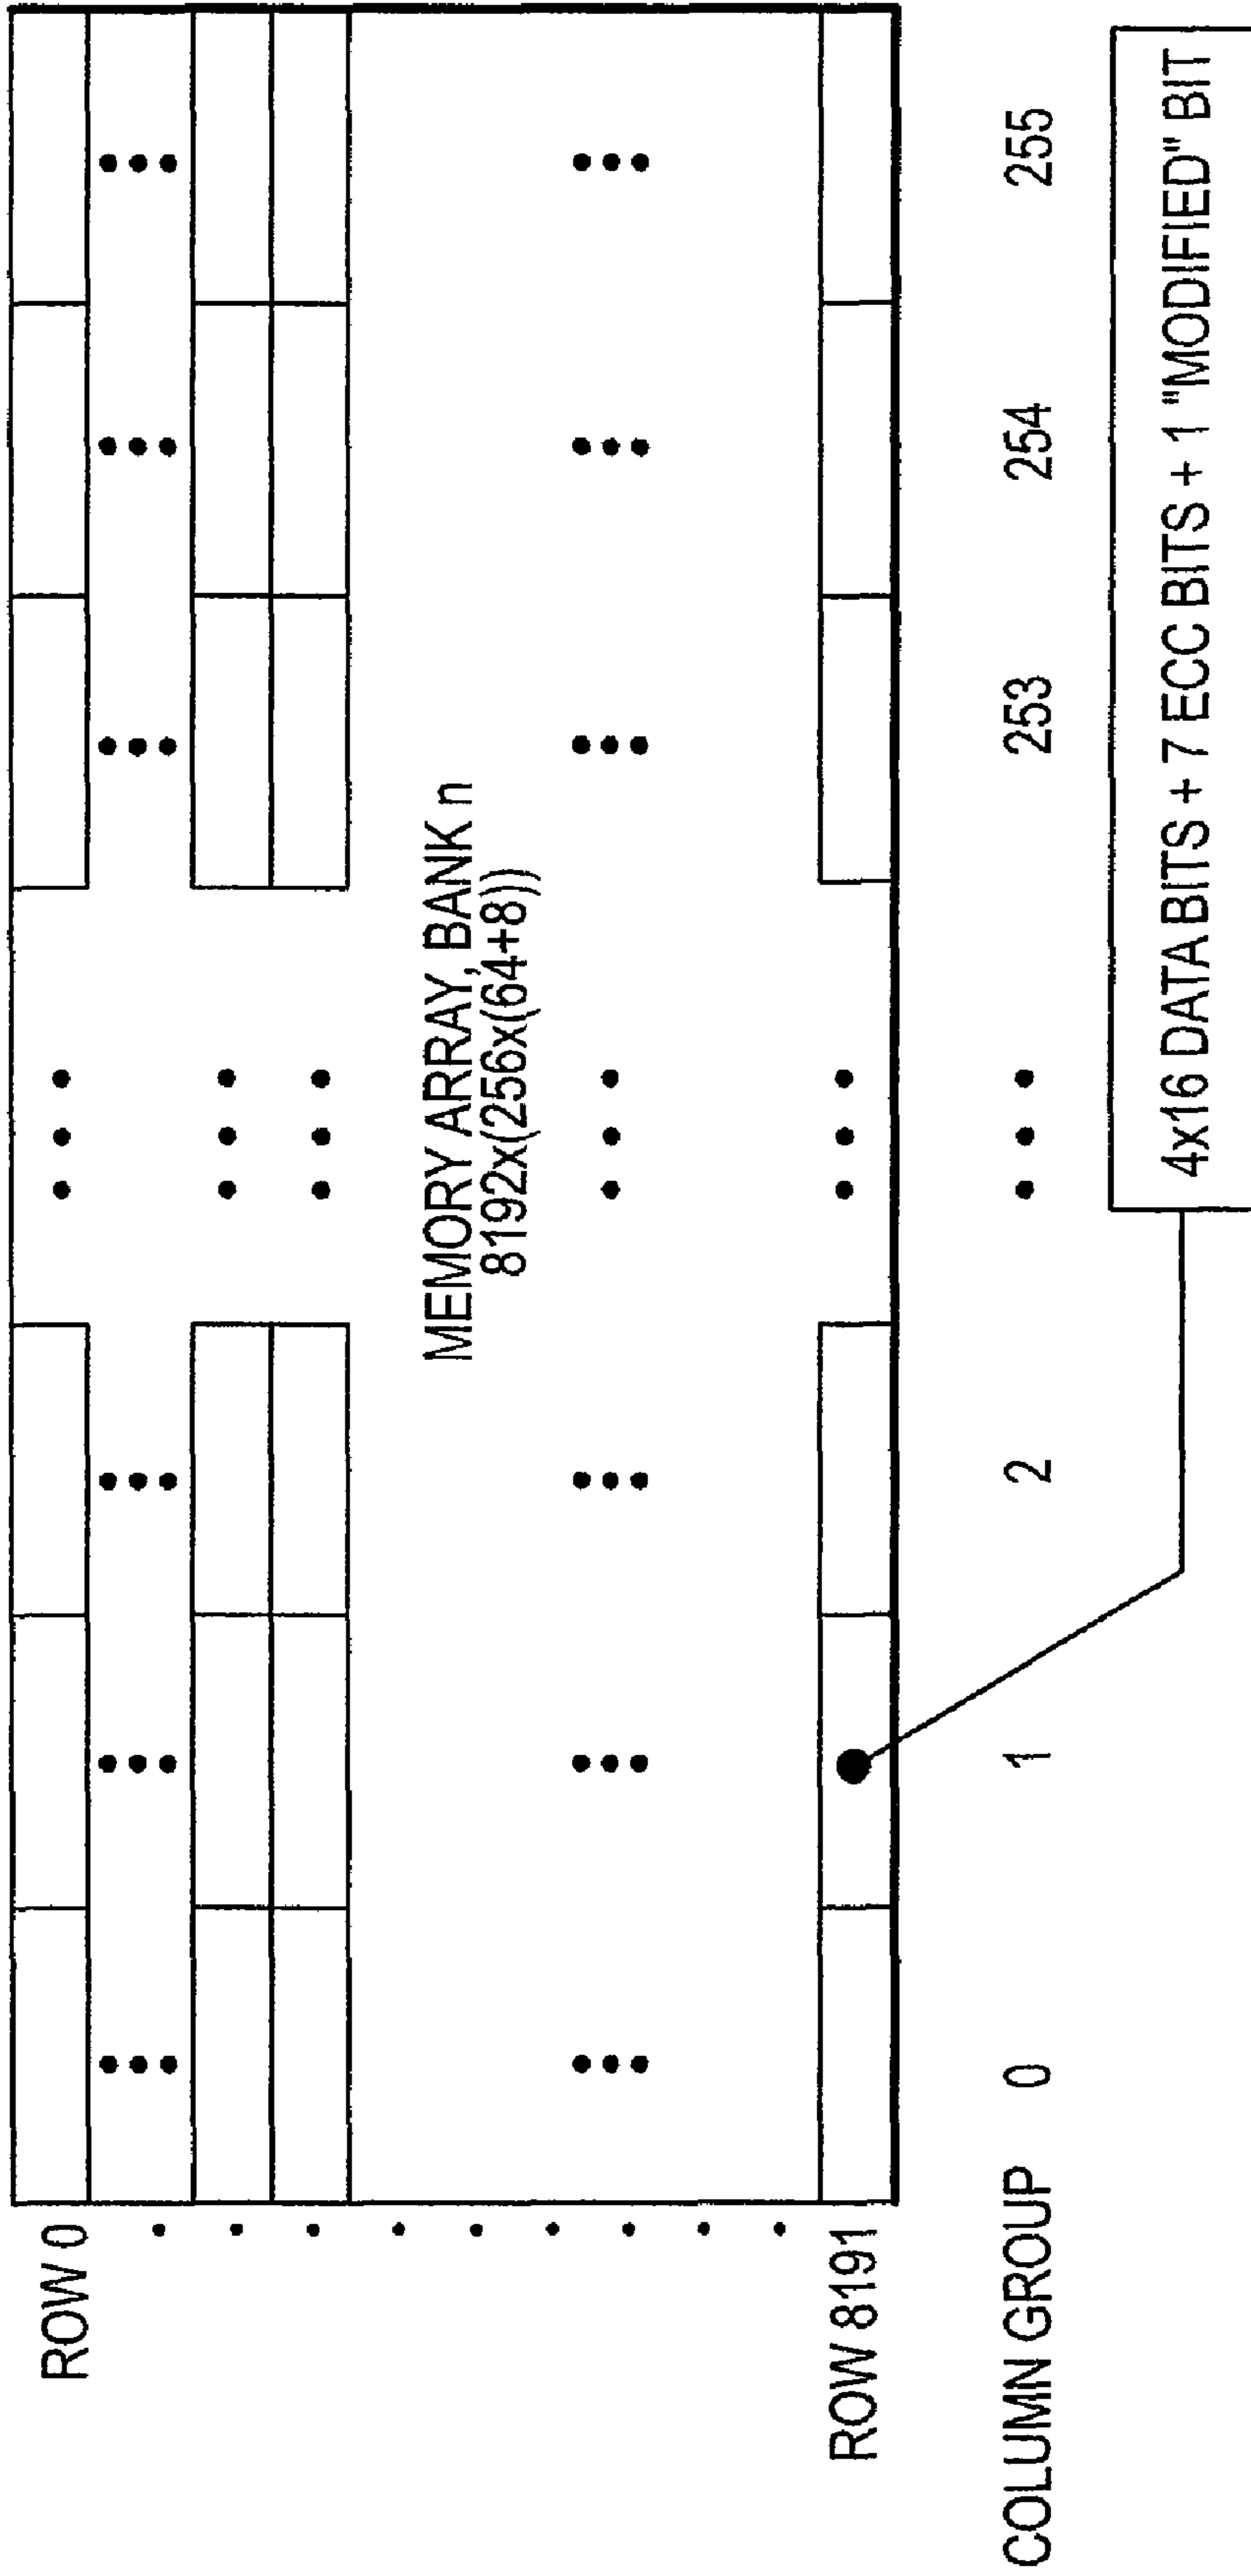 ROW 0
MEMORY ARRAY, BANK n
8192x(256x(64+8))
ROW 8191
COLUMN GROUP 0 1 2 253 254 255
4x16 DATA BITS + 7 ECC BITS + 1 "MODIFIED" BIT